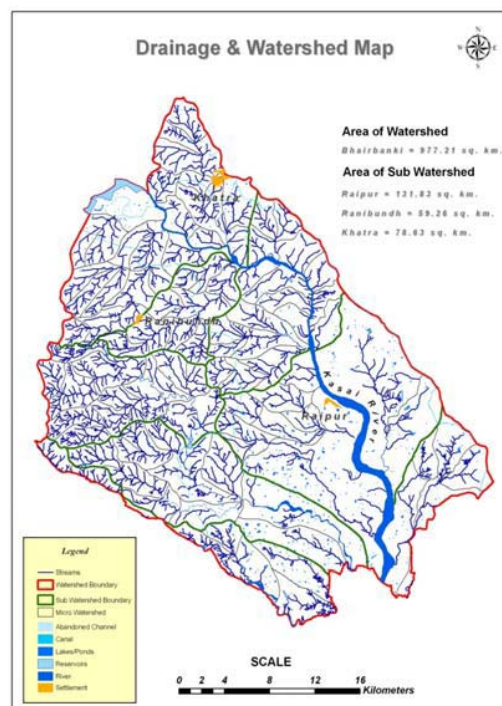 Drainage & Watershed Map
N
W
E
S
Area of Watershed
Bhairbanki = 977.21 sq. km.
Area of Sub Watershed
Raipur = 131.83 sq. km.
Ranibundh = 59.26 sq. km.
Khatra = 78.63 sq. km.
Khatra
Ranibundh
Kasai River
Raipur
Legend
Streams
Watershed Boundary
Sub Watershed Boundary
Micro Watershed
Abandoned Channel
Canal
Lakes/Ponds
Reservoirs
River
Settlement
SCALE
0 2 4 8 12 16
Kilometers